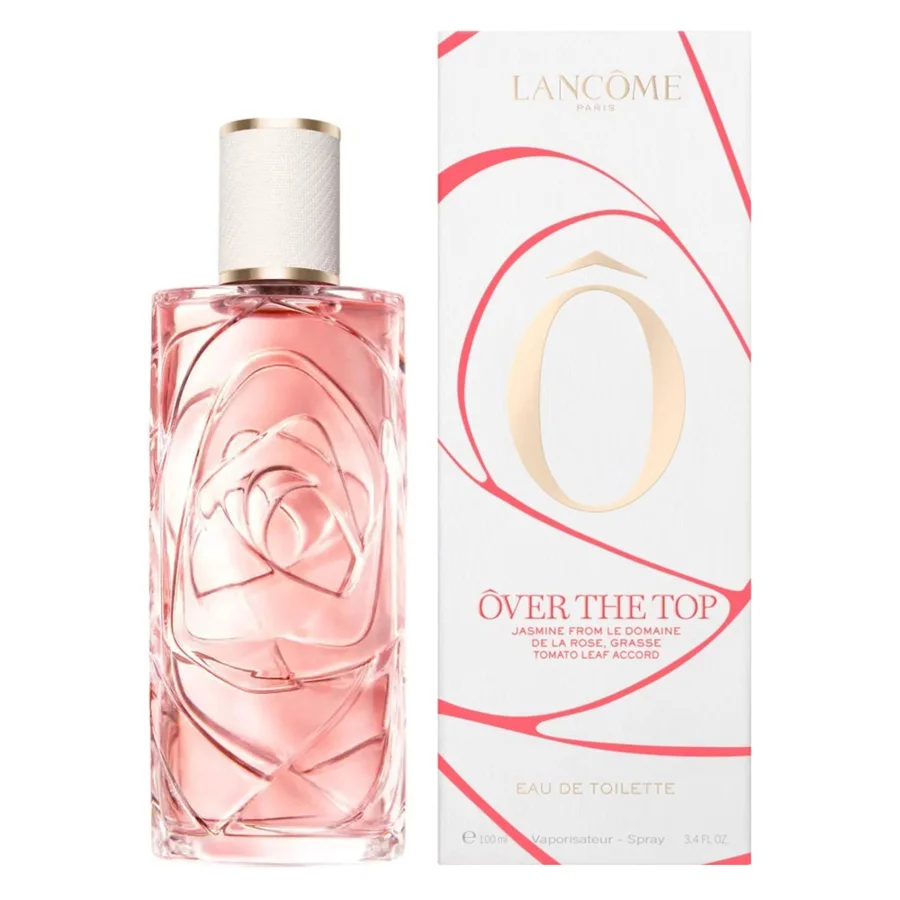 LANCÔME
PARIS
Ô
ÔVER THE TOP
JASMINE FROM LE DOMAINE
DE LA ROSE, GRASSE
TOMATO LEAF ACCORD
EAU DE TOILETTE
℮ 100 ml Vaporisateur - Spray 3.4 FL.OZ.